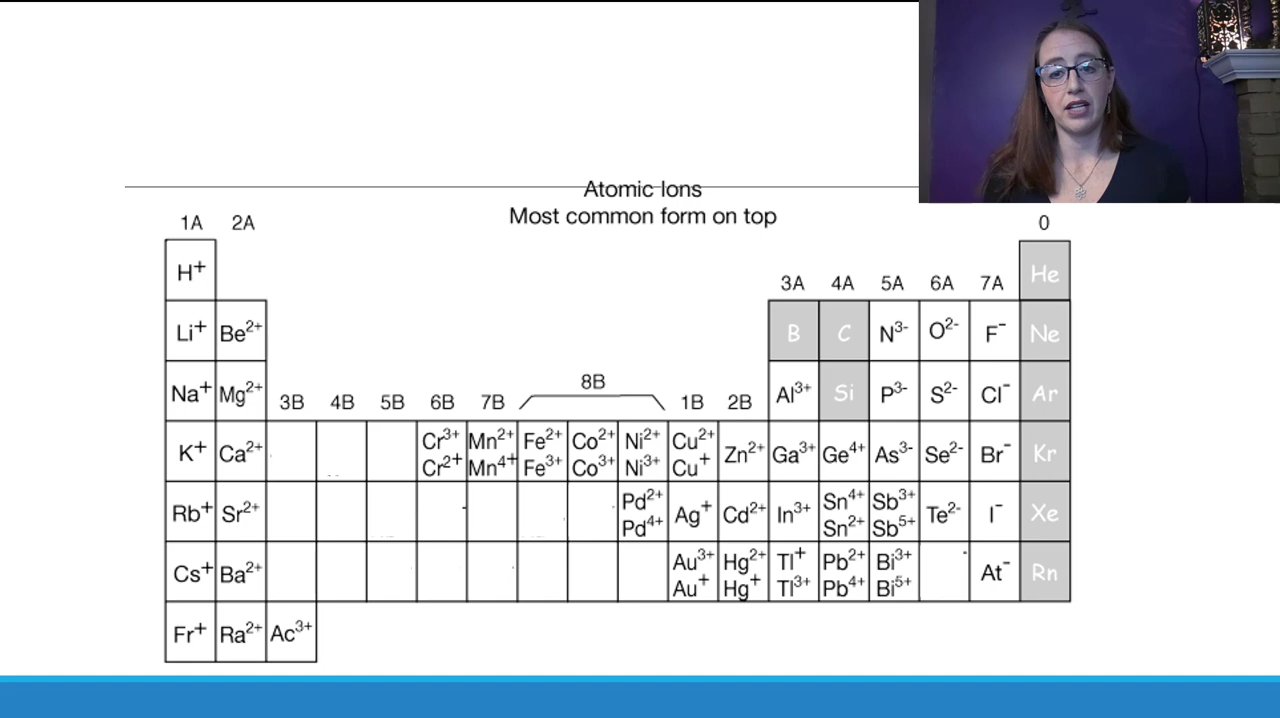 Atomic Ions
Most common form on top
1A 2A 0
H⁺ He
3A 4A 5A 6A 7A
Li⁺ Be²⁺ B C N³⁻ O²⁻ F⁻ Ne
8B
Na⁺ Mg²⁺ 3B 4B 5B 6B 7B 1B 2B Al³⁺ Si P³⁻ S²⁻ Cl⁻ Ar
K⁺ Ca²⁺ Cr³⁺ Mn²⁺ Fe²⁺ Co²⁺ Ni²⁺ Cu²⁺ Zn²⁺ Ga³⁺ Ge⁴⁺ As³⁻ Se²⁻ Br⁻ Kr
Cr²⁺ Mn⁴⁺ Fe³⁺ Co³⁺ Ni³⁺ Cu⁺
Rb⁺ Sr²⁺ Pd²⁺ Ag⁺ Cd²⁺ In³⁺ Sn⁴⁺ Sb³⁺ Te²⁻ I⁻ Xe
Pd⁴⁺ Sn²⁺ Sb⁵⁺
Cs⁺ Ba²⁺ Au³⁺ Hg²⁺ Tl⁺ Pb²⁺ Bi³⁺ At⁻ Rn
Au⁺ Hg⁺ Tl³⁺ Pb⁴⁺ Bi⁵⁺
Fr⁺ Ra²⁺ Ac³⁺